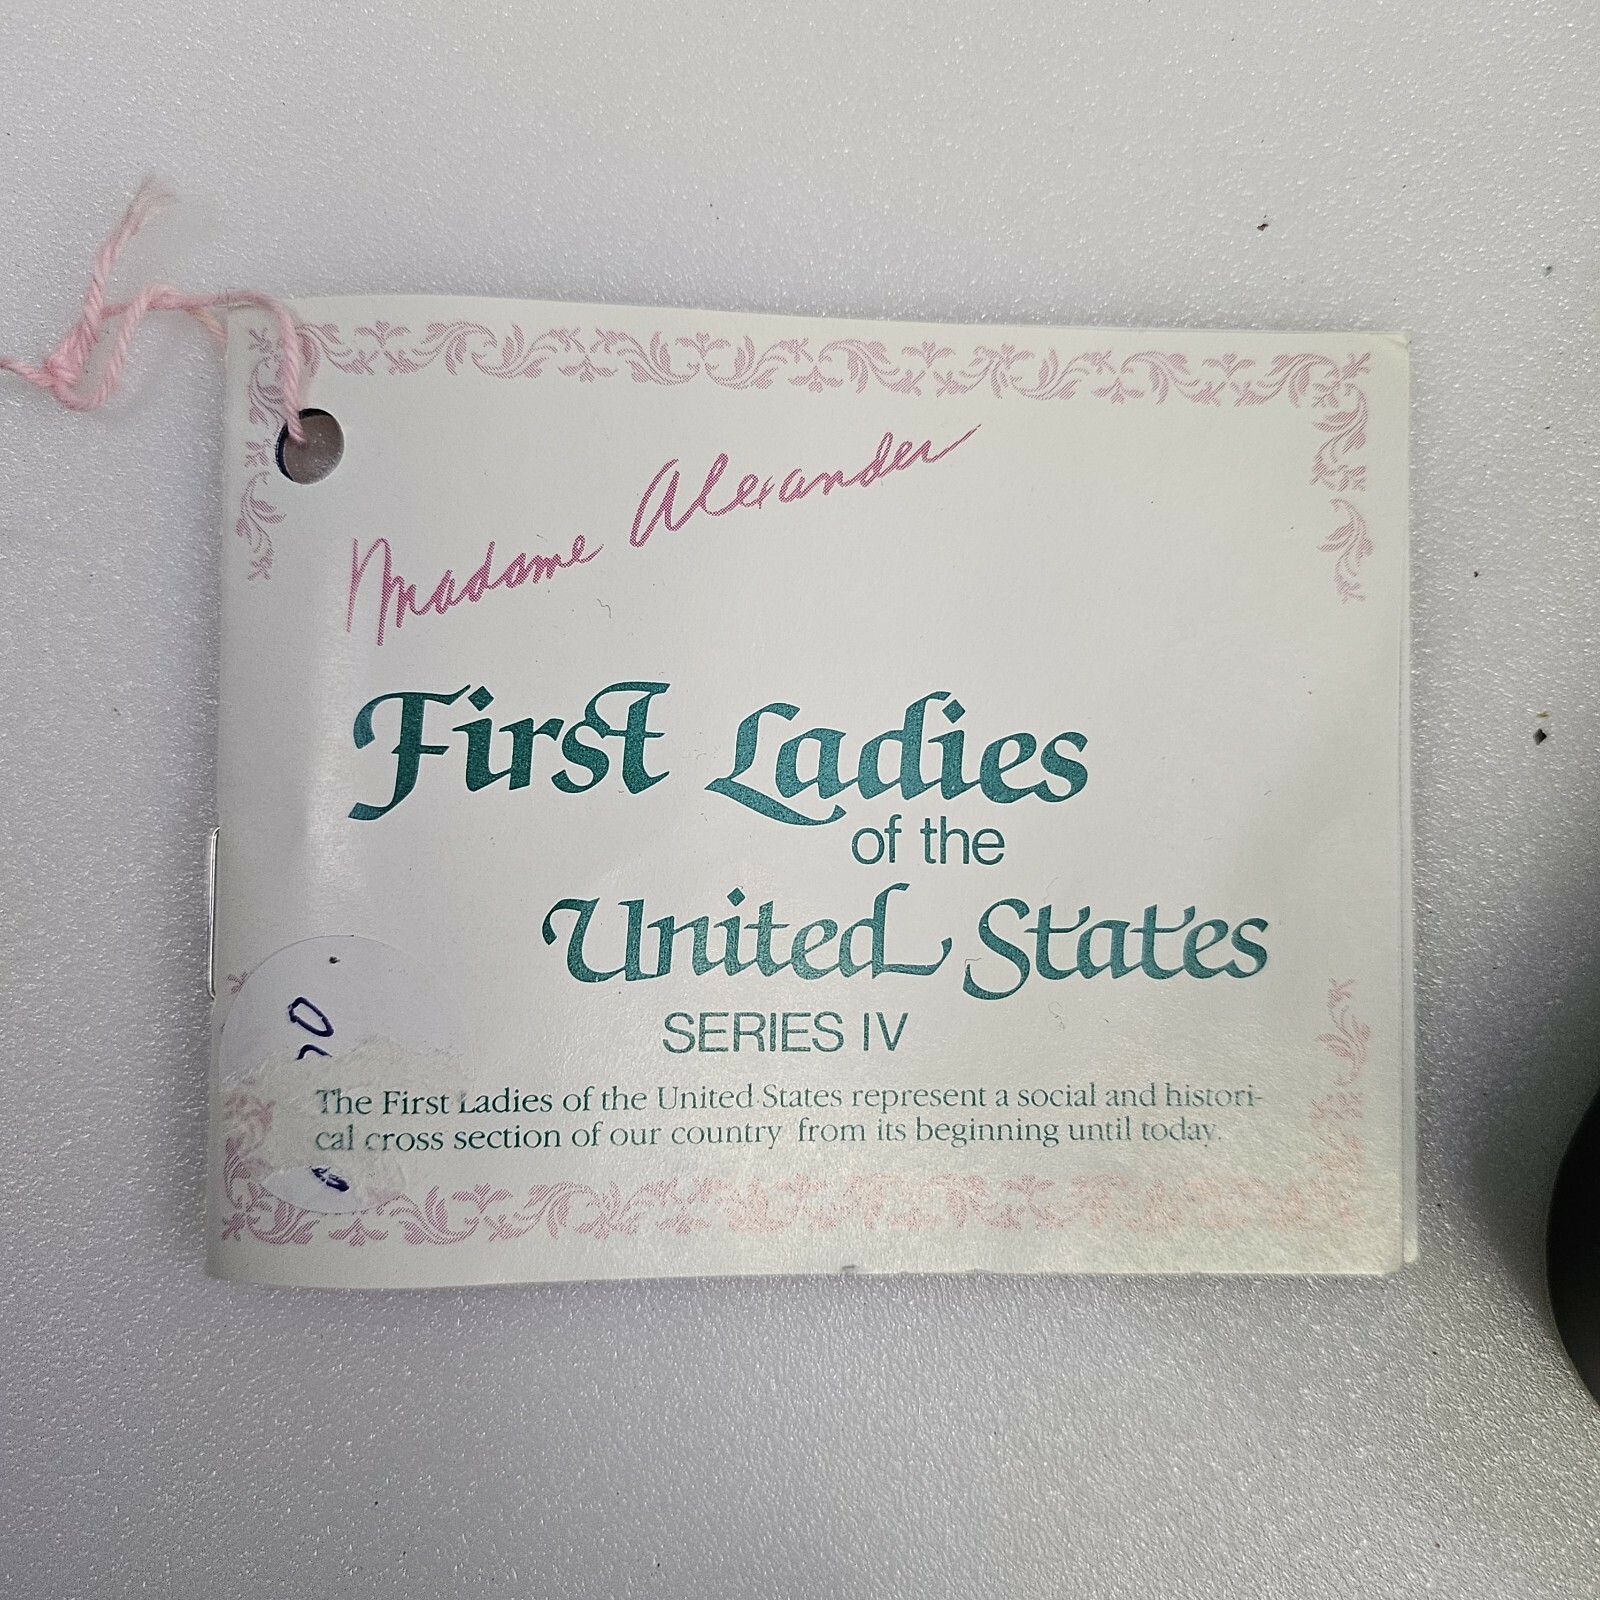 Madame Alexander
First Ladies
of the
United States
SERIES IV
The First Ladies of the United States represent a social and histori-
cal cross section of our country from its beginning until today.